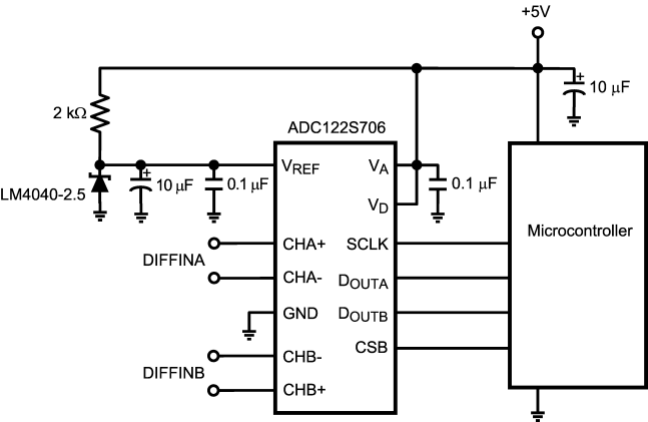 +5V
10 µF
2 kΩ
ADC122S706
VREF
VA
LM4040-2.5
10 µF
0.1 µF
0.1 µF
VD
Microcontroller
CHA+
SCLK
DIFFINA
CHA-
DOUTA
GND
DOUTB
CHB-
CSB
DIFFINB
CHB+